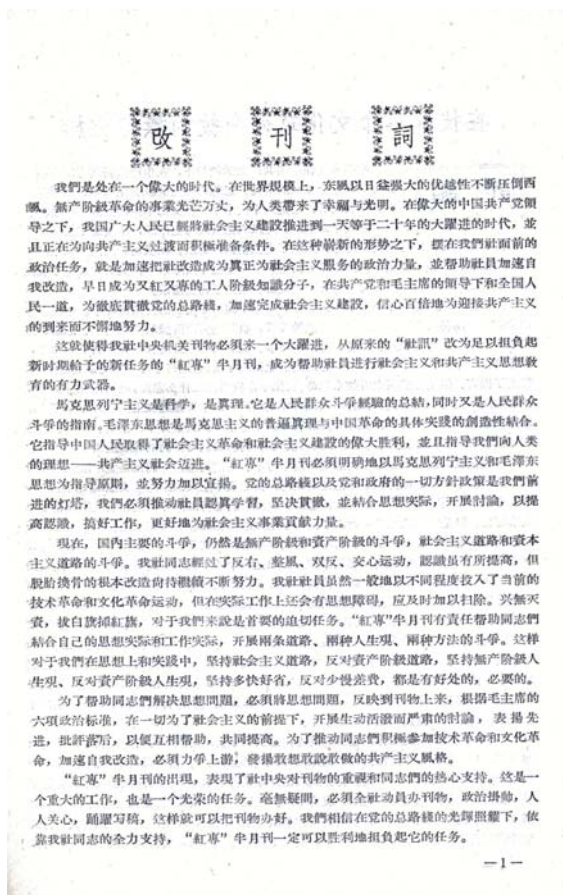 改刊詞
我們是处在一个偉大的时代。在世界規模上，东風以日益强大的优越性不断压倒西
風。無产阶級革命的事業光芒万丈，为人类帶来了幸福与光明。在偉大的中国共产党領
导之下，我国广大人民已經將社会主义建設推进到一天等于二十年的大躍进的时代，並
且正在为向共产主义过渡而积極准备条件。在这种嶄新的形势之下，摆在我們社面前的
政治任务，就是加速把社改造成为真正为社会主义服务的政治力量，並帮助社員加速自
我改造，早日成为又紅又專的工人阶級知識分子，在共产党和毛主席的領导下和全国人
民一道，为徹底貫徹党的总路綫，加速完成社会主义建設，信心百倍地为迎接共产主义
的到来而不懈地努力。
这就使得我社中央机关刊物必須来一个大躍进，从原来的“社訊”改为足以担負起
新时期給予的新任务的“紅專”半月刊，成为帮助社員进行社会主义和共产主义思想敎
育的有力武器。
馬克思列宁主义是科学，是真理。它是人民群众斗爭經驗的总結，同时又是人民群众
斗爭的指南。毛澤东思想是馬克思主义的普遍真理与中国革命的具体实踐的創造性結合。
它指导中国人民取得了社会主义革命和社会主义建設的偉大胜利，並且指导我們向人类
的理想——共产主义社会迈进。“紅專”半月刊必須明确地以馬克思列宁主义和毛澤东
思想为指导原則，並努力加以宣揚。党的总路綫以及党和政府的一切方針政策是我們前
进的灯塔，我們必須推动社員認真学習，坚决貫徹，並結合思想实际，开展討論，以提
高認識，搞好工作，更好地为社会主义事業貢献力量。
現在，国內主要的斗爭，仍然是無产阶級和資产阶級的斗爭，社会主义道路和資本
主义道路的斗爭。我社同志經过了反右、整風、双反、交心运动，認識虽有所提高，但
脱胎換骨的根本改造尙待繼續不断努力。我社社員虽然一般地以不同程度投入了当前的
技术革命和文化革命运动，但在实际工作上还会有思想障碍，应及时加以扫除。兴無灭
資，拔白旗插紅旗，对于我們来說是首要的迫切任务。“紅專”半月刊有責任帮助同志們
結合自己的思想实际和工作实际，开展兩条道路、兩种人生观、兩种方法的斗爭。这样
对于我們在思想上和实踐中，坚持社会主义道路，反对資产阶級道路，坚持無产阶級人
生观、反对資产阶級人生观，坚持多快好省，反对少慢差費，都是有好处的，必要的。
为了帮助同志們解决思想問題，必須將思想問題，反映到刊物上来，根据毛主席的
六項政治标准，在一切为了社会主义的前提下，开展生动活潑而严肃的討論，表揚先
进，批評落后，以便互相帮助，共同提高。为了推动同志們积極参加技术革命和文化革
命，加速自我改造，必須力爭上游，發揚敢想敢說敢做的共产主义風格。
“紅專”半月刊的出現，表現了社中央对刊物的重視和同志們的热心支持。这是一
个重大的工作，也是一个光荣的任务。毫無疑問，必須全社动員办刊物，政治掛帥，人
人关心，踴躍写稿，这样就可以把刊物办好。我們相信在党的总路綫的光輝照耀下，依
靠我社同志的全力支持，“紅專”半月刊一定可以胜利地担負起它的任务。
—1—